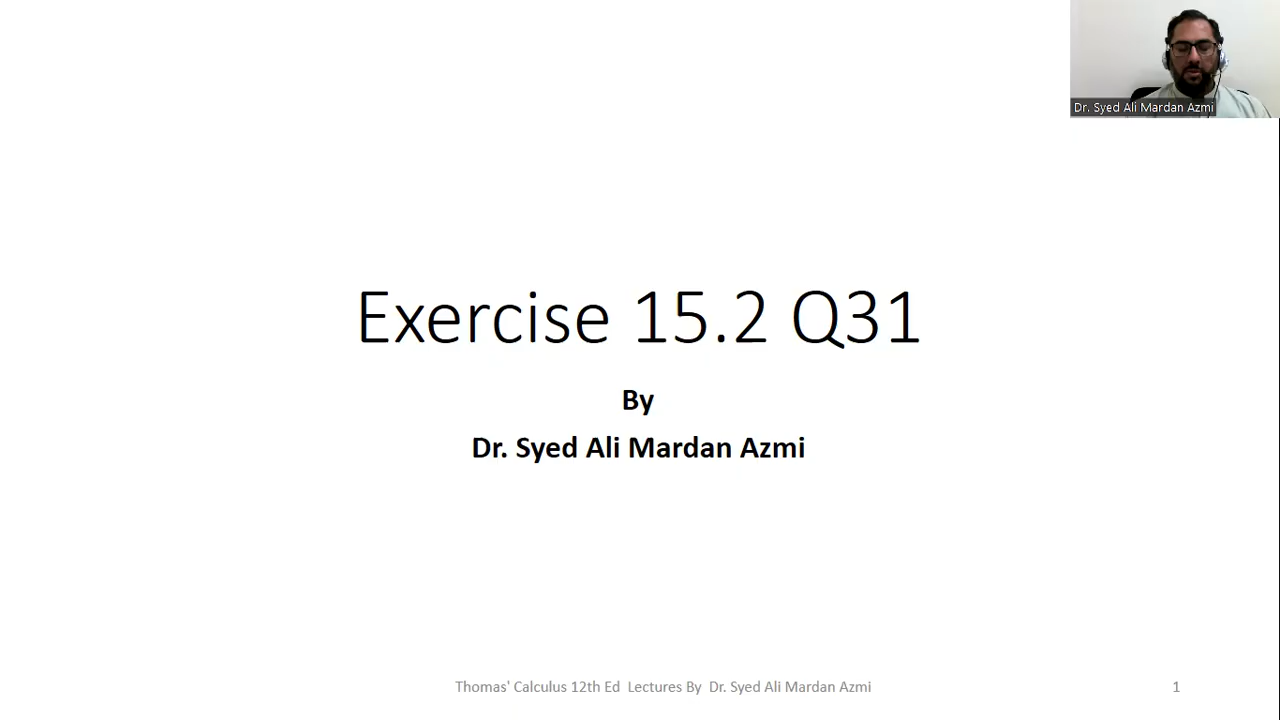 Dr. Syed Ali Mardan Azmi
Exercise 15.2 Q31
By
Dr. Syed Ali Mardan Azmi
Thomas' Calculus 12th Ed  Lectures By  Dr. Syed Ali Mardan Azmi
1